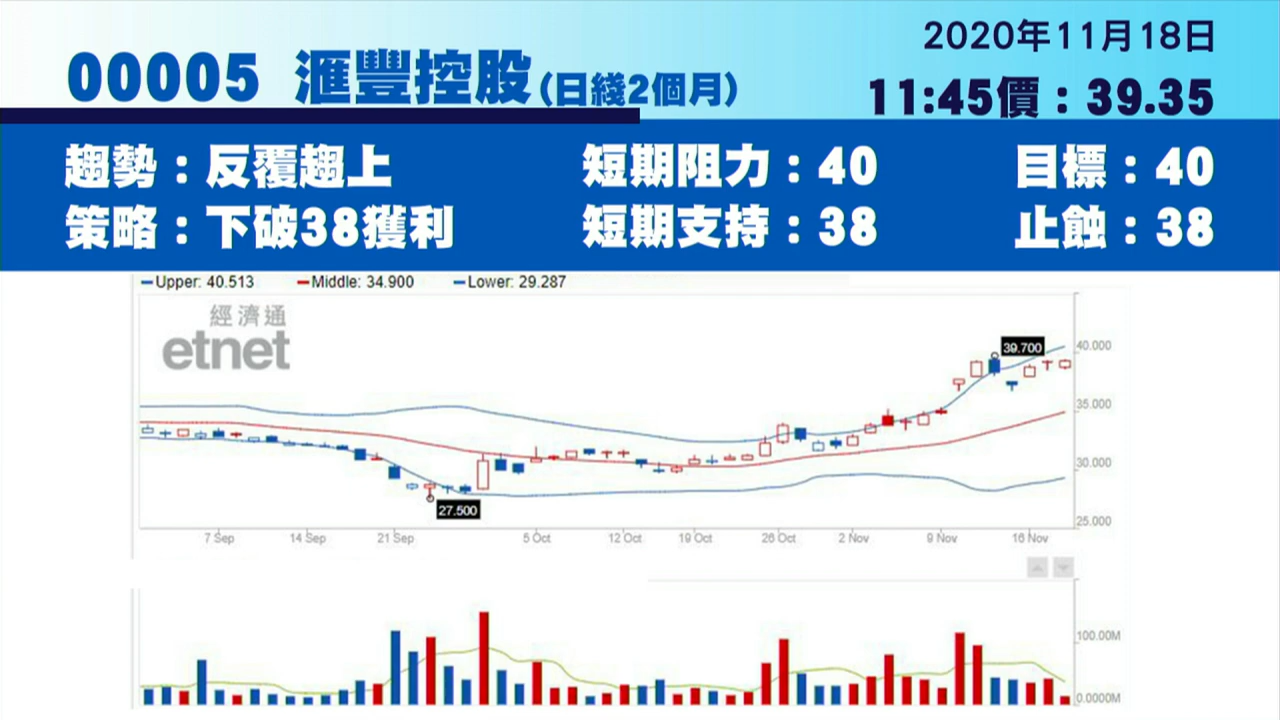 00005 滙豐控股(日綫2個月)
2020年11月18日
11:45價：39.35
趨勢：反覆趨上
短期阻力：40
目標：40
策略：下破38獲利
短期支持：38
止蝕：38
Upper: 40.513 Middle: 34.900 Lower: 29.287
經濟通
etnet
39.700
27.500
40.000
35.000
30.000
25.000
7 Sep 14 Sep 21 Sep 5 Oct 12 Oct 19 Oct 26 Oct 2 Nov 9 Nov 16 Nov
100.00M
0.0000M